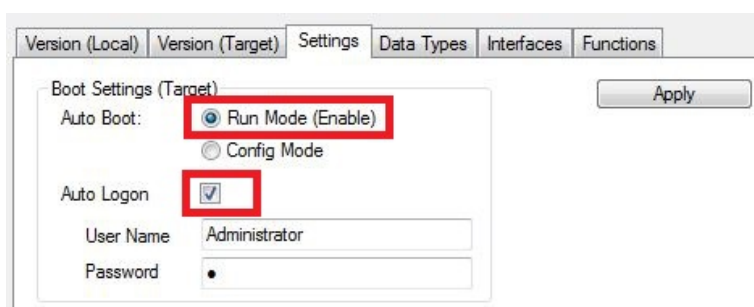 Version (Local) Version (Target) Settings Data Types Interfaces Functions
Boot Settings (Target)
Apply
Auto Boot: Run Mode (Enable)
Config Mode
Auto Logon
User Name Administrator
Password •